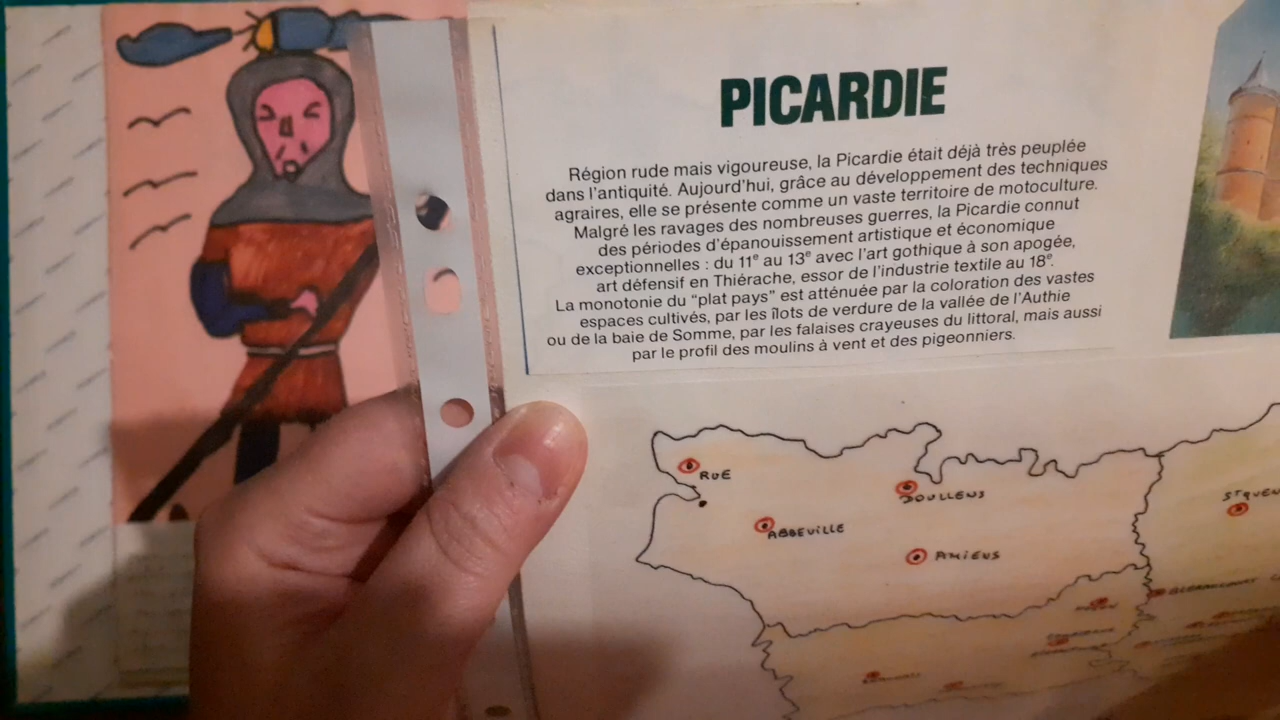 PICARDIE
Région rude mais vigoureuse, la Picardie était déjà très peuplée
dans l'antiquité. Aujourd'hui, grâce au développement des techniques
agraires, elle se présente comme un vaste territoire de motoculture.
Malgré les ravages des nombreuses guerres, la Picardie connut
des périodes d'épanouissement artistique et économique
exceptionnelles : du 11e au 13e avec l'art gothique à son apogée,
art défensif en Thiérache, essor de l'industrie textile au 18e.
La monotonie du "plat pays" est atténuée par la coloration des vastes
espaces cultivés, par les îlots de verdure de la vallée de l'Authie
ou de la baie de Somme, par les falaises crayeuses du littoral, mais aussi
par le profil des moulins à vent et des pigeonniers.
RUE
DOULLENS
ABBEVILLE
AMIENS